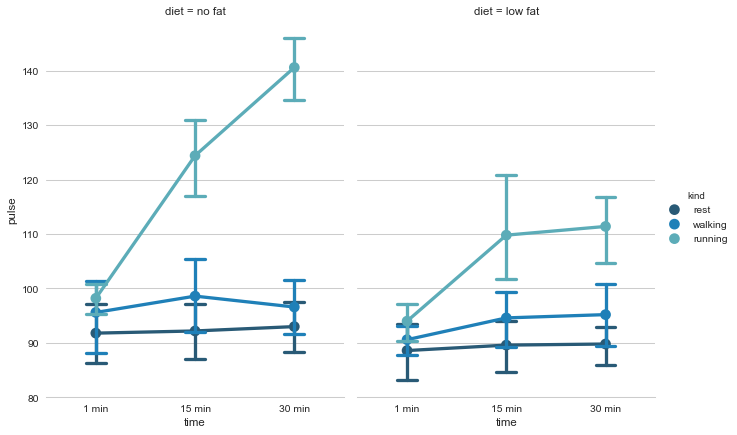 diet = no fat
diet = low fat
140
130
120
110
100
90
80
pulse
1 min
15 min
30 min
time
1 min
15 min
30 min
time
kind
rest
walking
running